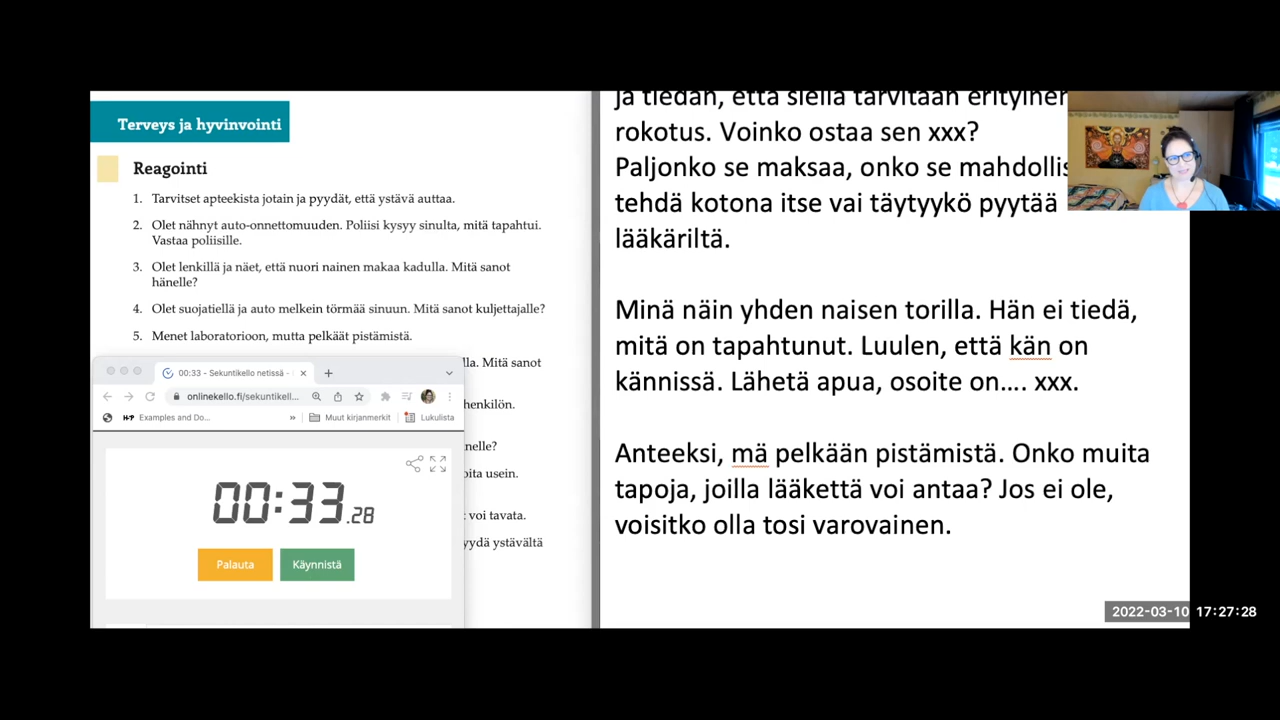 Terveys ja hyvinvointi
Reagointi
1. Tarvitset apteekista jotain ja pyydät, että ystävä auttaa.
2. Olet nähnyt auto-onnettomuuden. Poliisi kysyy sinulta, mitä tapahtui.
Vastaa poliisille.
3. Olet lenkillä ja näet, että nuori nainen makaa kadulla. Mitä sanot
hänelle?
4. Olet suojatiellä ja auto melkein törmää sinuun. Mitä sanot kuljettajalle?
5. Menet laboratorioon, mutta pelkäät pistämistä.
lla. Mitä sanot
henkilön.
nelle?
oita usein.
t voi tavata.
yydä ystävältä
00:33 - Sekuntikello netissä -
onlinekello.fi/sekuntikell...
Examples and Do...
»
Muut kirjanmerkit
Lukulista
00:33.28
Palauta
Käynnistä
ja tiedän, että siellä tarvitaan erityinen
rokotus. Voinko ostaa sen xxx?
Paljonko se maksaa, onko se mahdollis
tehdä kotona itse vai täytyykö pyytää
lääkäriltä.
Minä näin yhden naisen torilla. Hän ei tiedä,
mitä on tapahtunut. Luulen, että kän on
kännissä. Lähetä apua, osoite on.... xxx.
Anteeksi, mä pelkään pistämistä. Onko muita
tapoja, joilla lääkettä voi antaa? Jos ei ole,
voisitko olla tosi varovainen.
2022-03-10 17:27:28